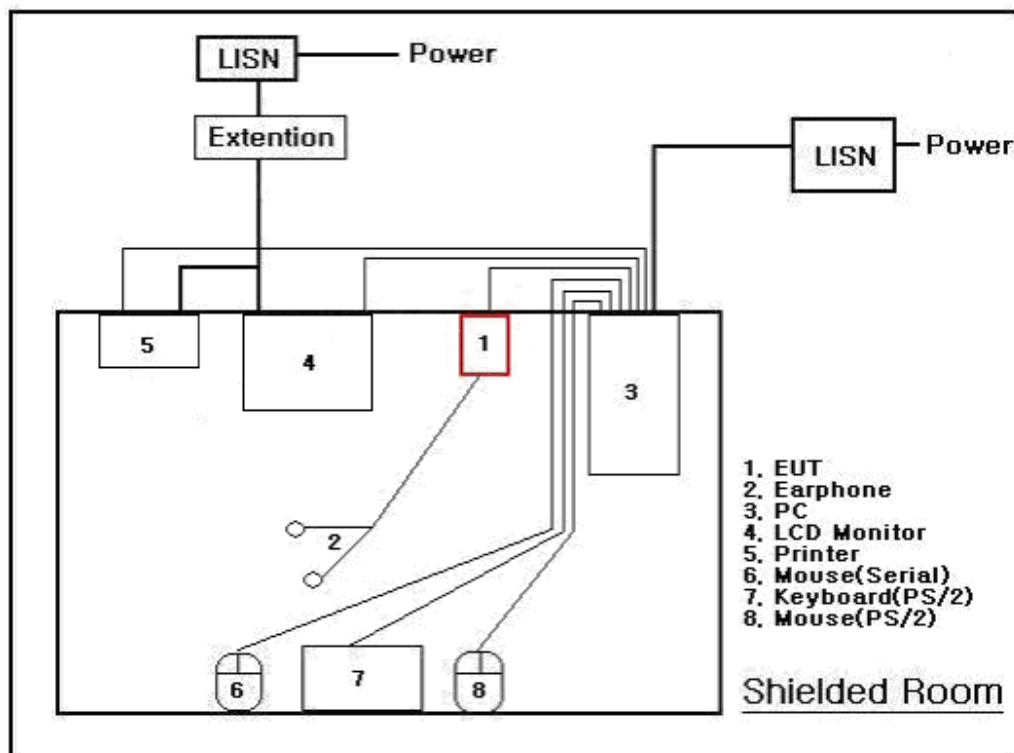 LISN
Power
Extention
LISN
Power
5
4
1
3
2
6
7
8
1, EUT
2, Earphone
3, PC
4, LCD Monitor
5, Printer
6, Mouse(Serial)
7, Keyboard(PS/2)
8, Mouse(PS/2)
Shielded Room